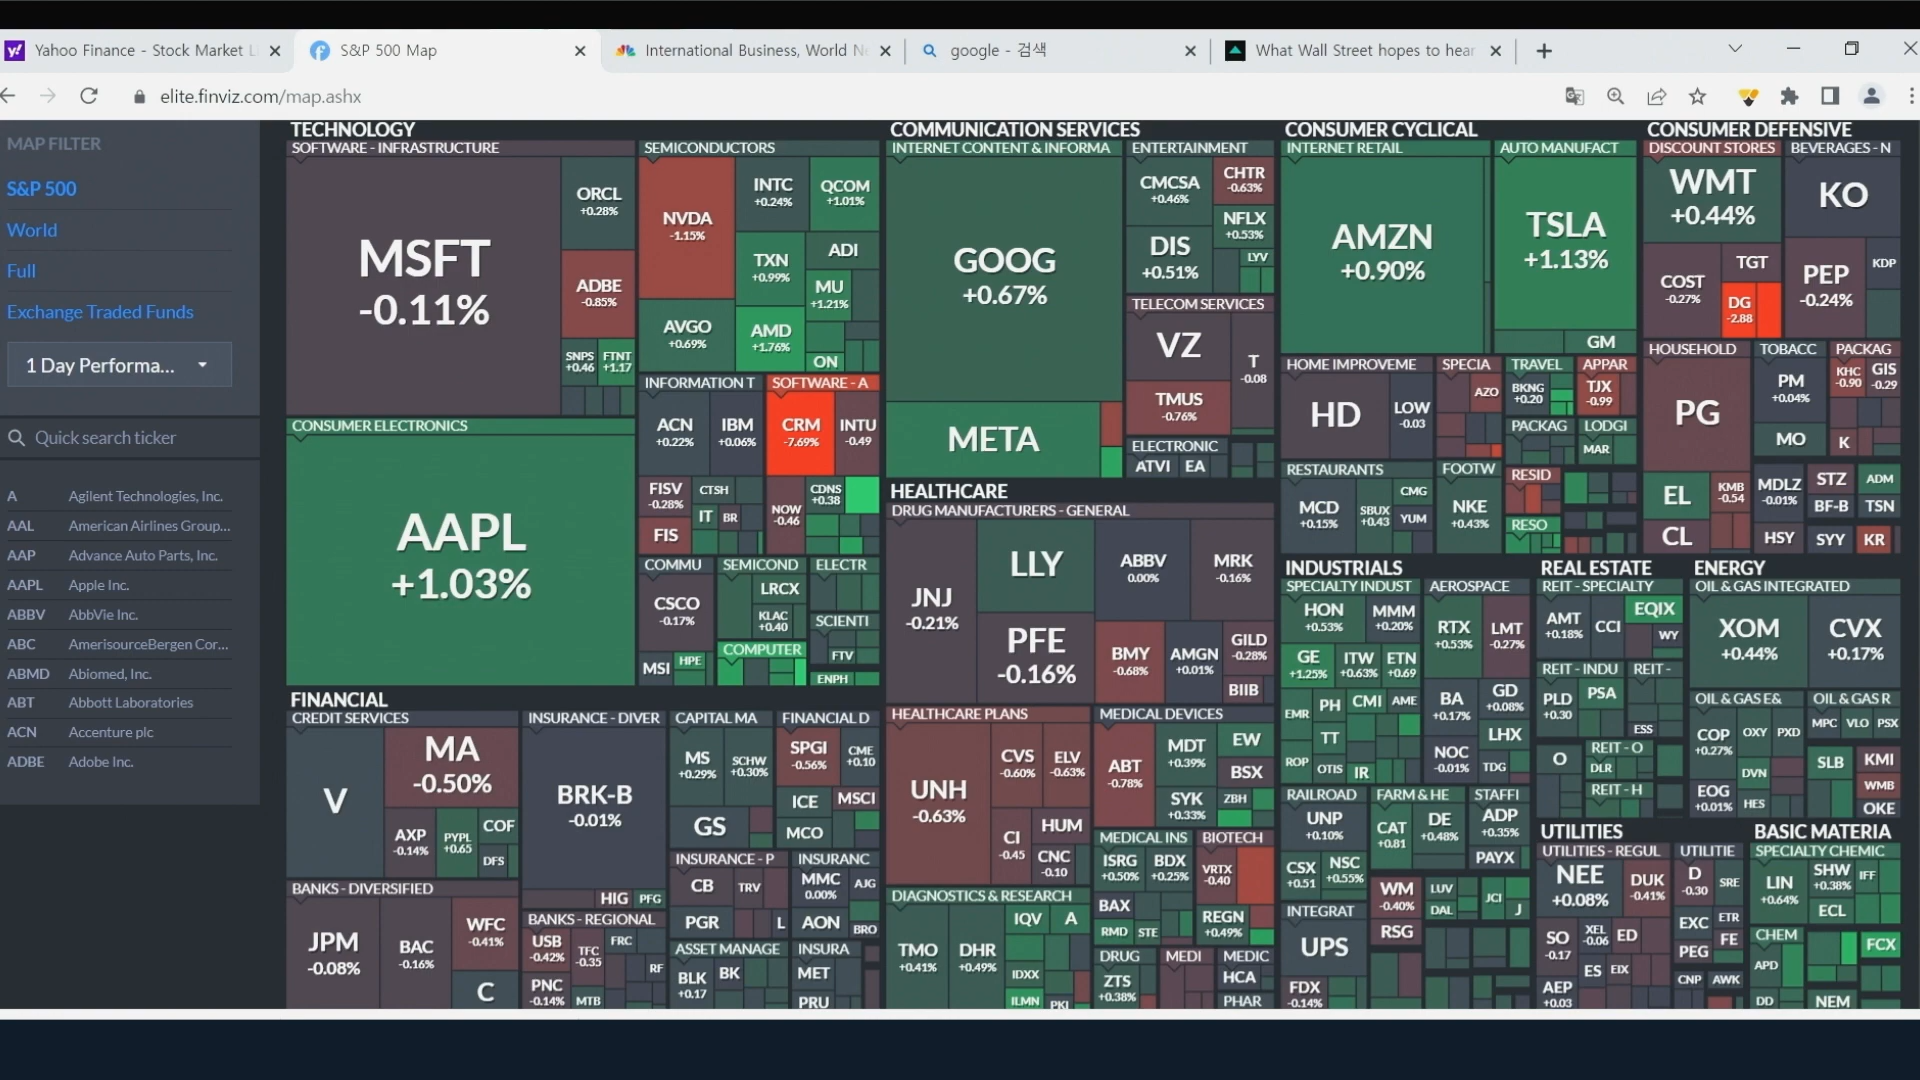 Yahoo Finance - Stock Market L
S&P 500 Map
International Business, World Ne
google - 검색
What Wall Street hopes to hear
elite.finviz.com/map.ashx
MAP FILTER
S&P 500
World
Full
Exchange Traded Funds
1 Day Performa...
Quick search ticker
A Agilent Technologies, Inc.
AAL American Airlines Group...
AAP Advance Auto Parts, Inc.
AAPL Apple Inc.
ABBV AbbVie Inc.
ABC AmerisourceBergen Cor...
ABMD Abiomed, Inc.
ABT Abbott Laboratories
ACN Accenture plc
ADBE Adobe Inc.
TECHNOLOGY
SOFTWARE - INFRASTRUCTURE
MSFT
-0.11%
ORCL
+0.28%
ADBE
-0.85%
SNPS
+0.46
FTNT
+1.17
SEMICONDUCTORS
NVDA
-1.15%
INTC
+0.24%
QCOM
+1.01%
TXN
+0.99%
ADI
MU
+1.21%
AVGO
+0.69%
AMD
+1.76%
ON
CONSUMER ELECTRONICS
AAPL
+1.03%
INFORMATION T
ACN
+0.22%
IBM
+0.06%
FISV
-0.28%
CTSH
IT
BR
FIS
SOFTWARE - A
CRM
-7.69%
INTU
-0.49
NOW
-0.46
CDNS
+0.38
COMMU
CSCO
-0.17%
MSI
HPE
SEMICOND
LRCX
KLAC
+0.40
COMPUTER
ELECTR
SCIENTI
FTV
ENPH
COMMUNICATION SERVICES
INTERNET CONTENT & INFORMA
GOOG
+0.67%
META
ENTERTAINMENT
CMCSA
+0.46%
CHTR
-0.63%
DIS
+0.51%
NFLX
+0.53%
LYV
TELECOM SERVICES
VZ
T
-0.08
TMUS
-0.76%
ELECTRONIC
ATVI
EA
CONSUMER CYCLICAL
INTERNET RETAIL
AMZN
+0.90%
AUTO MANUFACT
TSLA
+1.13%
GM
HOME IMPROVEME
HD
LOW
-0.03
SPECIA
AZO
TRAVEL
BKNG
+0.20
APPAR
TJX
-0.99
PACKAG
LODGI
MAR
RESTAURANTS
MCD
+0.15%
SBUX
+0.43
CMG
YUM
FOOTW
NKE
+0.43%
RESID
RESO
CONSUMER DEFENSIVE
DISCOUNT STORES
WMT
+0.44%
COST
-0.27%
TGT
DG
-2.88
BEVERAGES - N
KO
PEP
-0.24%
KDP
HOUSEHOLD
PG
EL
KMB
-0.54
CL
TOBACC
PM
+0.04%
MO
PACKAG
KHC
-0.90
GIS
-0.29
K
MDLZ
-0.01%
HSY
STZ
BF-B
SYY
ADM
TSN
KR
HEALTHCARE
DRUG MANUFACTURERS - GENERAL
JNJ
-0.21%
LLY
ABBV
0.00%
MRK
-0.16%
PFE
-0.16%
BMY
-0.68%
AMGN
+0.01%
GILD
-0.28%
BIIB
HEALTHCARE PLANS
UNH
-0.63%
CVS
-0.60%
ELV
-0.63%
CI
-0.45
HUM
CNC
-0.10
MEDICAL DEVICES
ABT
-0.78%
MDT
+0.39%
EW
BSX
SYK
+0.33%
ZBH
MEDICAL INS
ISRG
+0.50%
BDX
+0.25%
BAX
RMD
STE
BIOTECH
VRTX
-0.40
REGN
+0.49%
DIAGNOSTICS & RESEARCH
TMO
+0.41%
DHR
+0.49%
IQV
A
IDXX
ILMN
PKI
DRUG
ZTS
+0.38%
MEDI
MEDIC
HCA
PHAR
FINANCIAL
CREDIT SERVICES
V
MA
-0.50%
AXP
-0.14%
PYPL
+0.65
COF
DFS
BANKS - DIVERSIFIED
JPM
-0.08%
BAC
-0.16%
WFC
-0.41%
C
INSURANCE - DIVER
BRK-B
-0.01%
HIG
PFG
BANKS - REGIONAL
USB
-0.42%
TFC
-0.35
FRC
RF
PNC
-0.14%
MTB
CAPITAL MA
MS
+0.29%
SCHW
+0.30%
GS
FINANCIAL D
SPGI
-0.56%
CME
+0.10
ICE
MSCI
MCO
INSURANCE - P
CB
TRV
PGR
L
INSURANC
MMC
0.00%
AJG
AON
BRO
ASSET MANAGE
BLK
+0.17
BK
INSURA
MET
PRU
INDUSTRIALS
SPECIALTY INDUST
HON
+0.53%
MMM
+0.20%
GE
+1.25%
ITW
+0.63%
ETN
+0.69
EMR
PH
CMI
AME
TT
ROP
OTIS
IR
AEROSPACE
RTX
+0.53%
LMT
-0.27%
BA
+0.17%
GD
+0.08%
NOC
-0.01%
LHX
TDG
RAILROAD
UNP
+0.10%
CSX
+0.51
NSC
+0.55%
FARM & HE
CAT
+0.81
DE
+0.48%
STAFFI
ADP
+0.35%
PAYX
INTEGRAT
UPS
FDX
-0.14%
WM
-0.40%
RSG
LUV
DAL
JCI
J
REAL ESTATE
REIT - SPECIALTY
AMT
+0.18%
CCI
EQIX
WY
REIT - INDU
PLD
+0.30
PSA
REIT -
ESS
O
REIT - O
DLR
REIT - H
ENERGY
OIL & GAS INTEGRATED
XOM
+0.44%
CVX
+0.17%
OIL & GAS E&
COP
+0.27%
OXY
PXD
DVN
EOG
+0.01%
HES
OIL & GAS R
MPC
VLO
PSX
SLB
KMI
WMB
OKE
UTILITIES
UTILITIES - REGUL
NEE
+0.08%
DUK
-0.41%
SO
-0.17
XEL
-0.06
ED
ES
EIX
AEP
+0.03
UTILITIE
D
-0.30
SRE
EXC
ETR
PEG
FE
CNP
AWK
BASIC MATERIA
SPECIALTY CHEMIC
LIN
+0.64%
SHW
+0.38%
IFF
ECL
CHEM
APD
DD
FCX
NEM